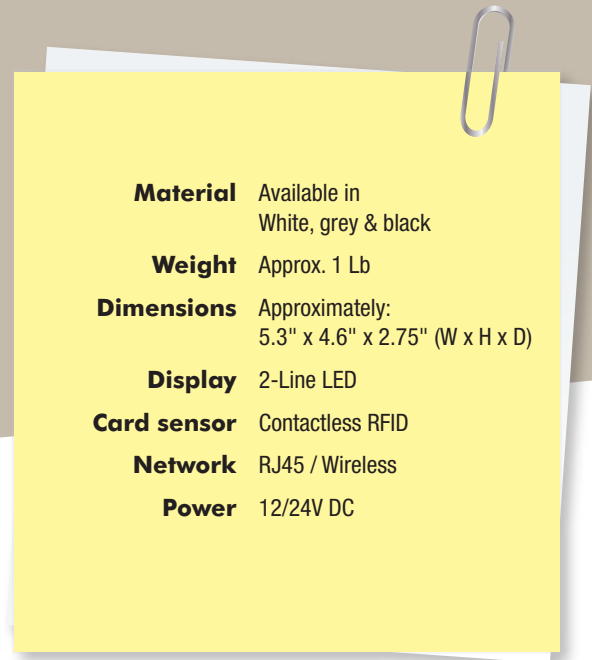 Material Available in
White, grey & black
Weight Approx. 1 Lb
Dimensions Approximately:
5.3" x 4.6" x 2.75" (W x H x D)
Display 2-Line LED
Card sensor Contactless RFID
Network RJ45 / Wireless
Power 12/24V DC